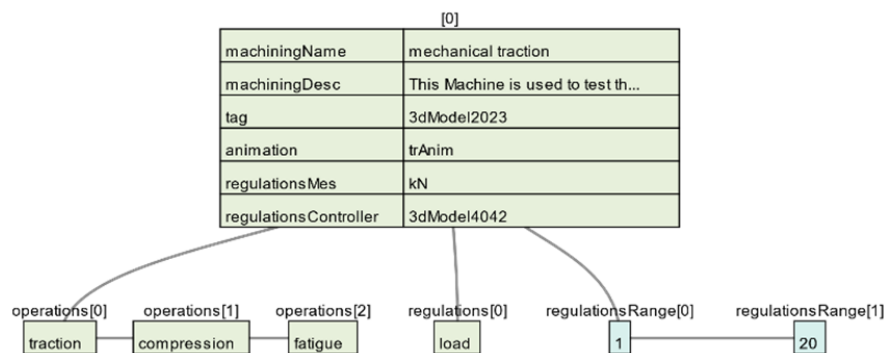 [0]
machiningName mechanical traction
machiningDesc This Machine is used to test th...
tag 3dModel2023
animation trAnim
regulationsMes kN
regulationsController 3dModel4042
operations[0] operations[1] operations[2] regulations[0] regulationsRange[0] regulationsRange[1]
traction compression fatigue load 1 20